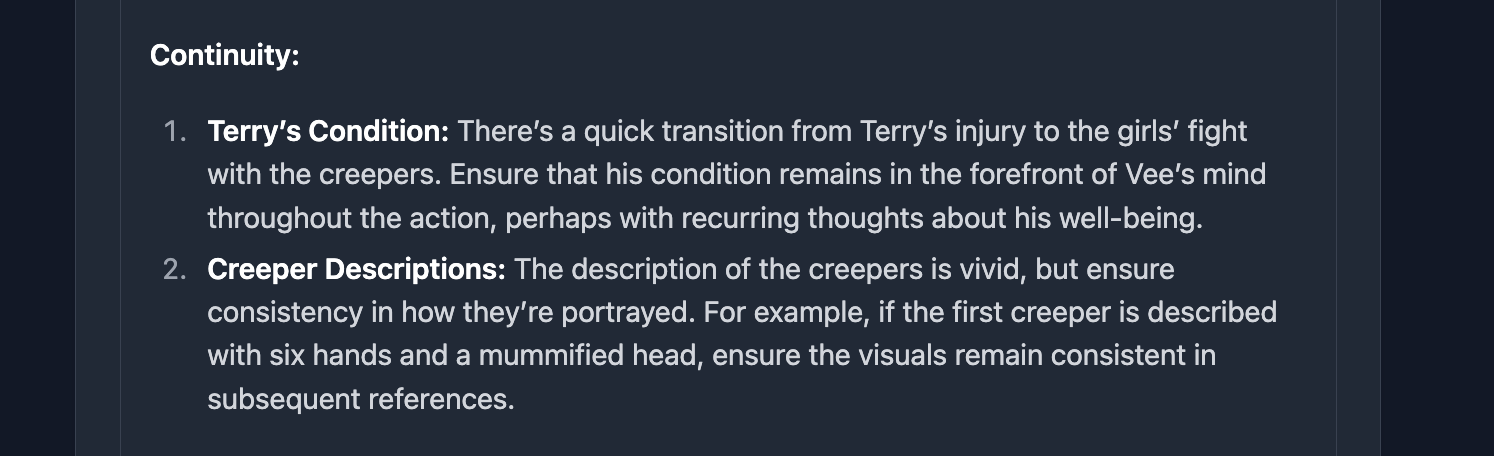 Continuity:
1. Terry’s Condition: There’s a quick transition from Terry’s injury to the girls’ fight
with the creepers. Ensure that his condition remains in the forefront of Vee’s mind
throughout the action, perhaps with recurring thoughts about his well-being.
2. Creeper Descriptions: The description of the creepers is vivid, but ensure
consistency in how they’re portrayed. For example, if the first creeper is described
with six hands and a mummified head, ensure the visuals remain consistent in
subsequent references.